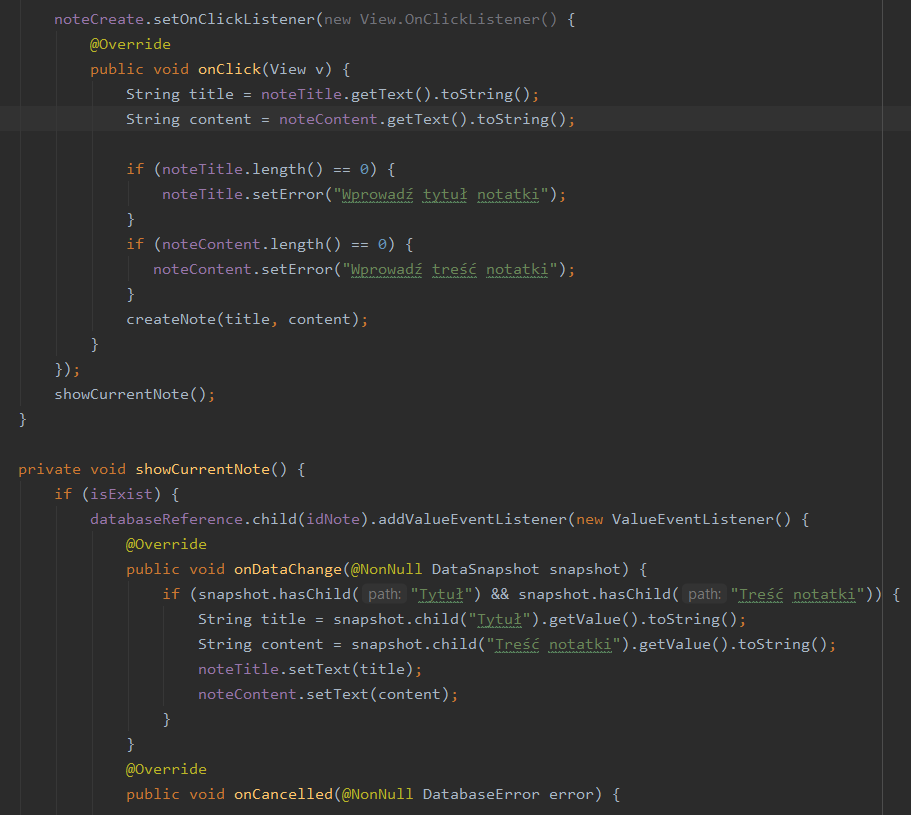 noteCreate.setOnClickListener(new View.OnClickListener() {
@Override
public void onClick(View v) {
String title = noteTitle.getText().toString();
String content = noteContent.getText().toString();
if (noteTitle.length() == 0) {
noteTitle.setError("Wprowadź tytuł notatki");
}
if (noteContent.length() == 0) {
noteContent.setError("Wprowadź treść notatki");
}
createNote(title, content);
}
});
showCurrentNote();
}
private void showCurrentNote() {
if (isExist) {
databaseReference.child(idNote).addValueEventListener(new ValueEventListener() {
@Override
public void onDataChange(@NonNull DataSnapshot snapshot) {
if (snapshot.hasChild( path: "Tytuł") && snapshot.hasChild( path: "Treść notatki")) {
String title = snapshot.child("Tytuł").getValue().toString();
String content = snapshot.child("Treść notatki").getValue().toString();
noteTitle.setText(title);
noteContent.setText(content);
}
}
@Override
public void onCancelled(@NonNull DatabaseError error) {